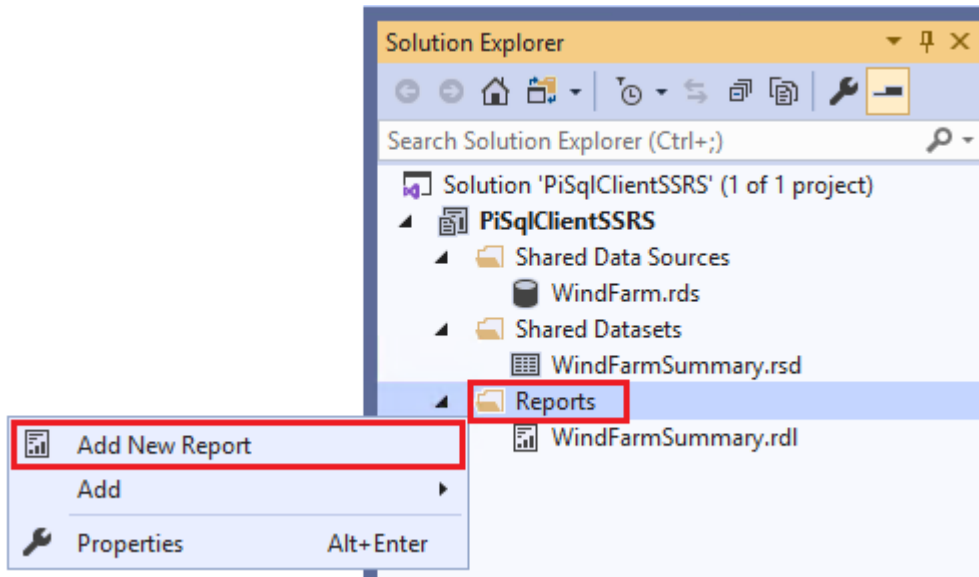 Solution Explorer
Search Solution Explorer (Ctrl+;)
Solution 'PiSqlClientSSRS' (1 of 1 project)
PiSqlClientSSRS
Shared Data Sources
WindFarm.rds
Shared Datasets
WindFarmSummary.rsd
Reports
WindFarmSummary.rdl
Add New Report
Add
Properties Alt+Enter